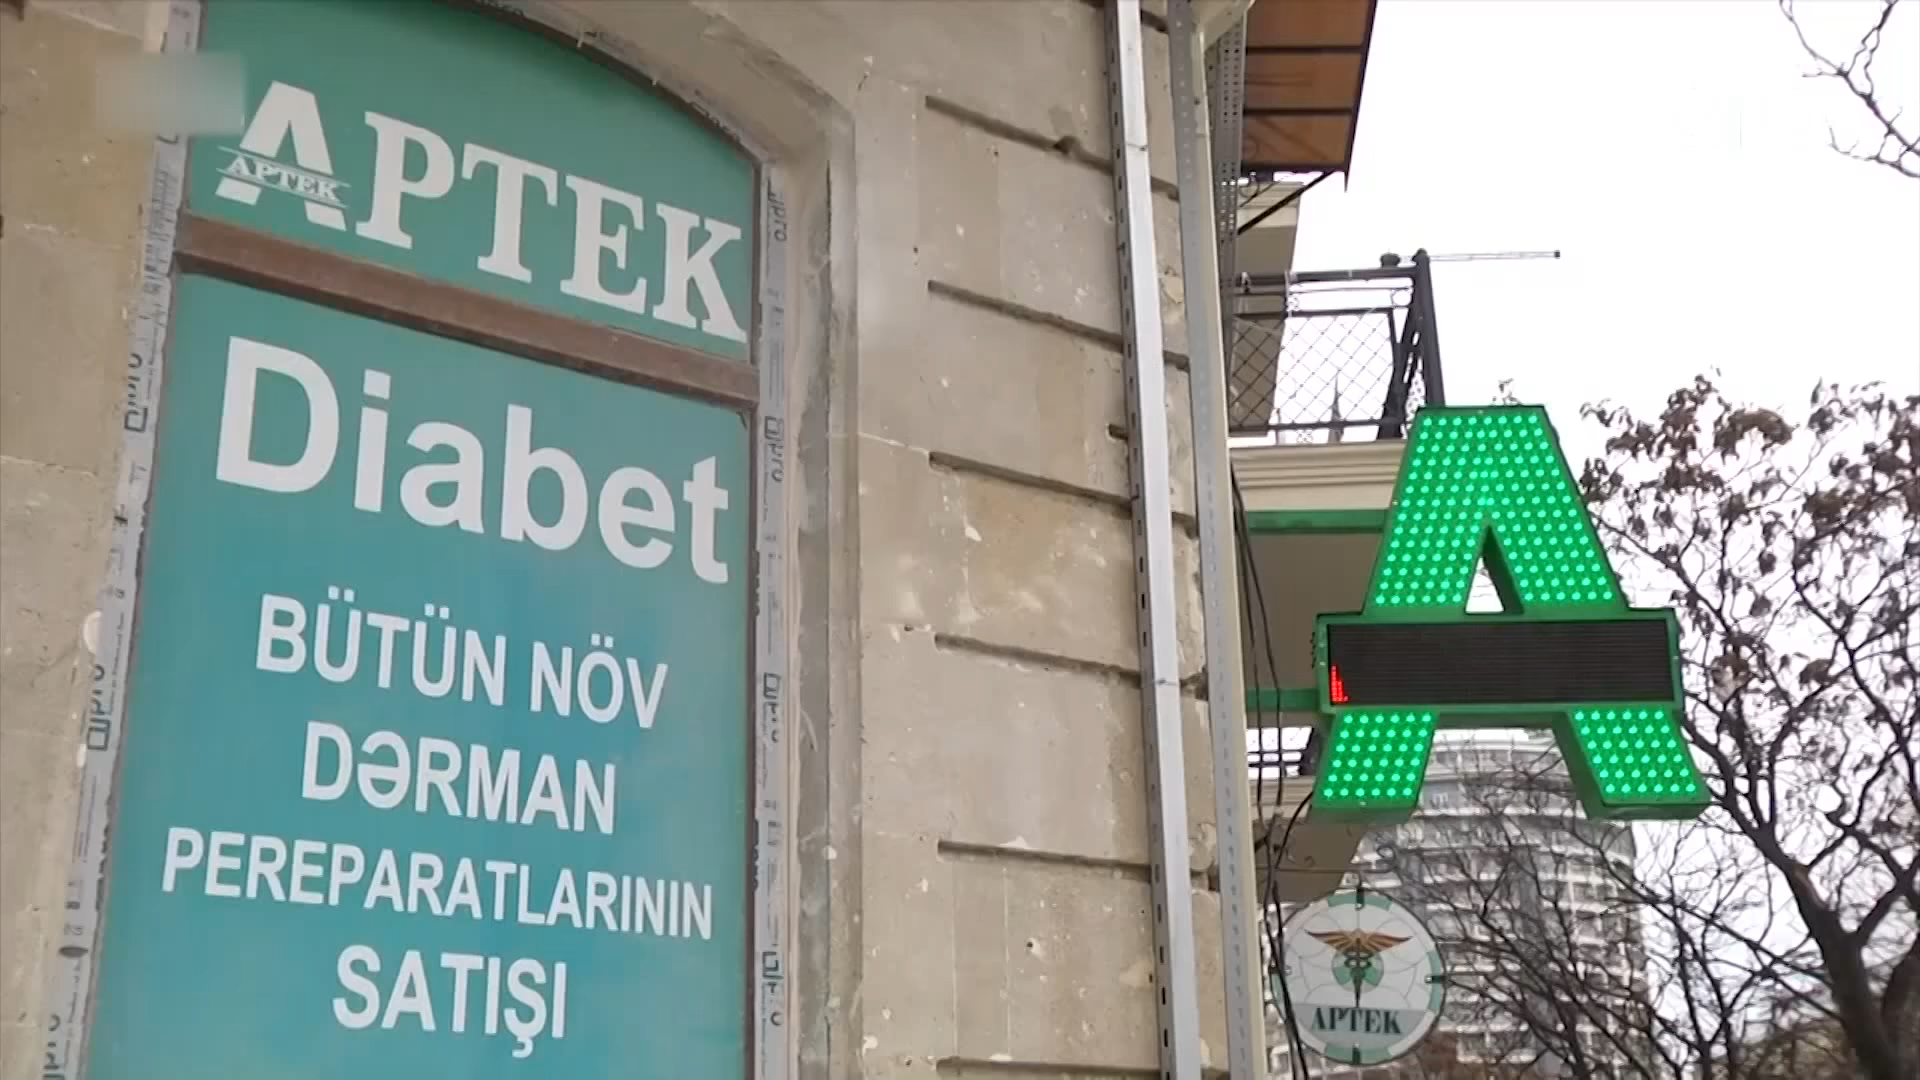 APTEK
APTEK
Diabet
BÜTÜN NÖV
DƏRMAN
PEREPARATLARININ
SATIŞI
A
APTEK